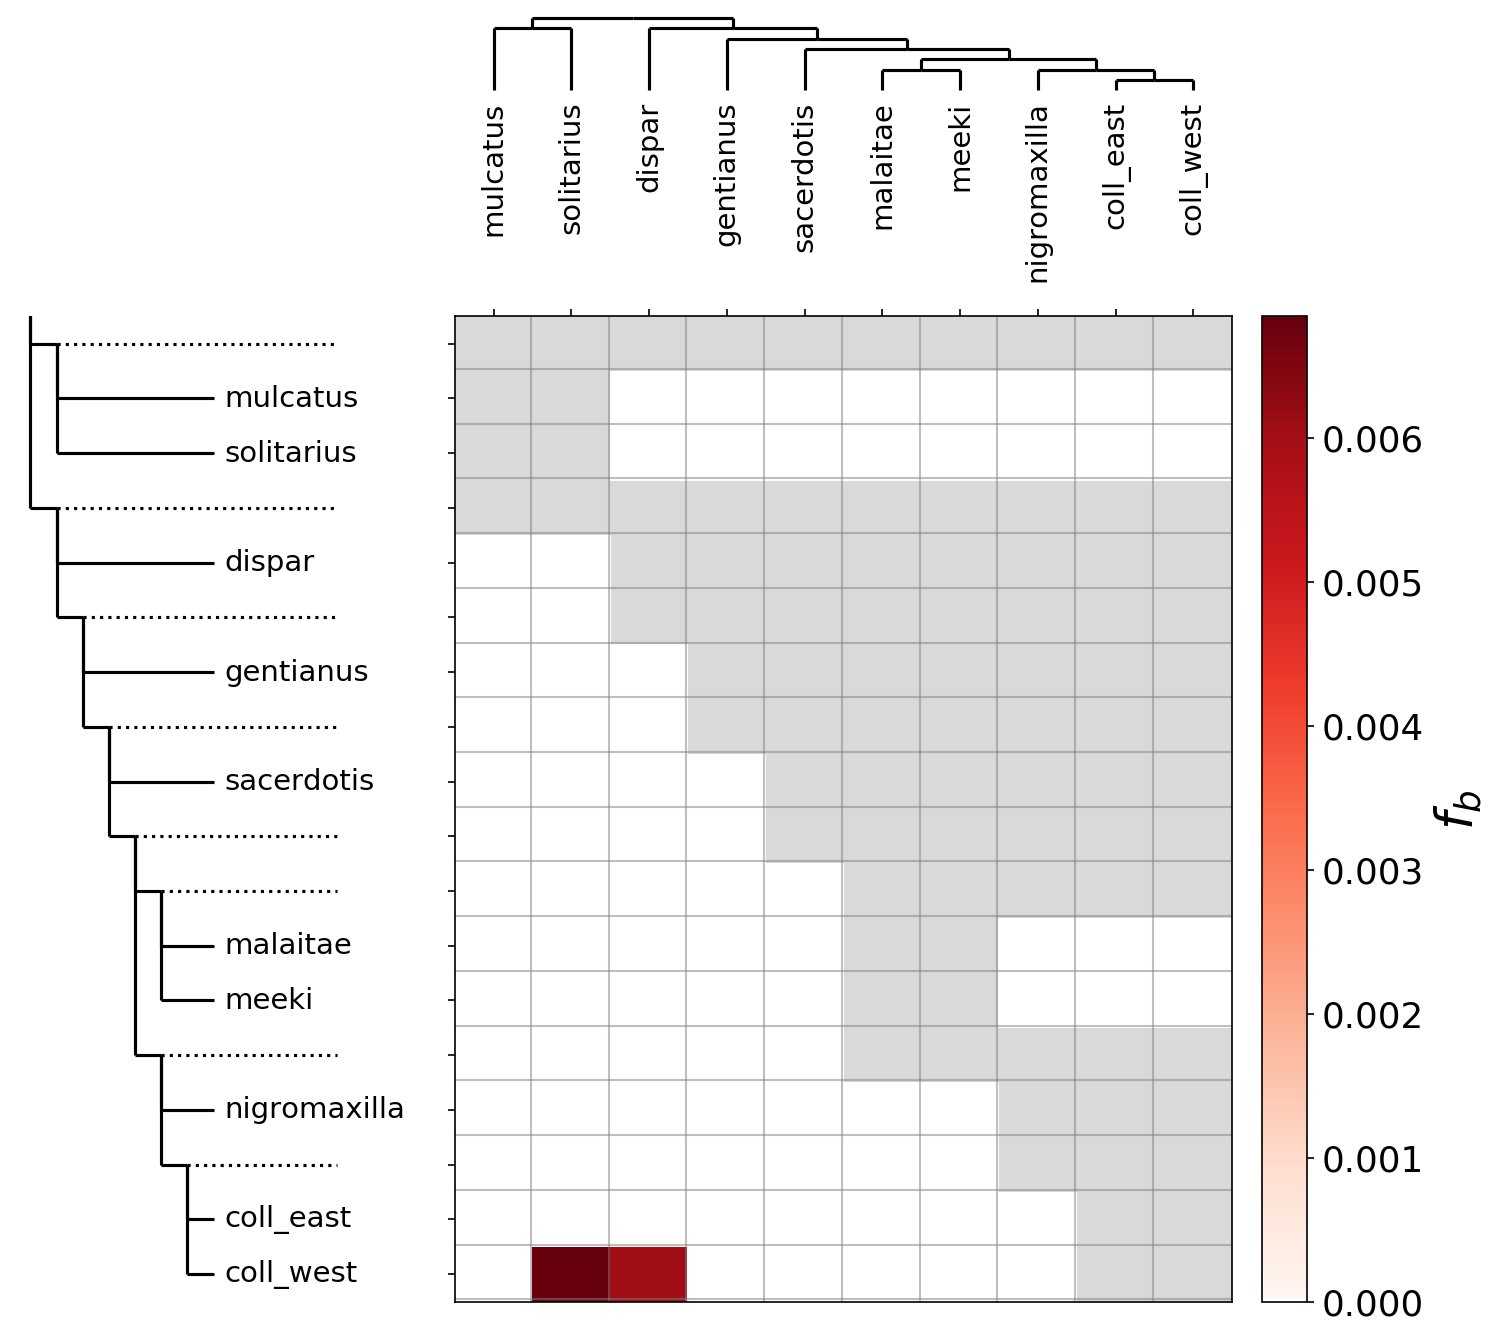 mulcatus
solitarius
dispar
gentianus
sacerdotis
malaitae
meeki
nigromaxilla
coll_east
coll_west
mulcatus
solitarius
dispar
gentianus
sacerdotis
malaitae
meeki
nigromaxilla
coll_east
coll_west
0.006
0.005
0.004
0.003
0.002
0.001
0.000
f_b